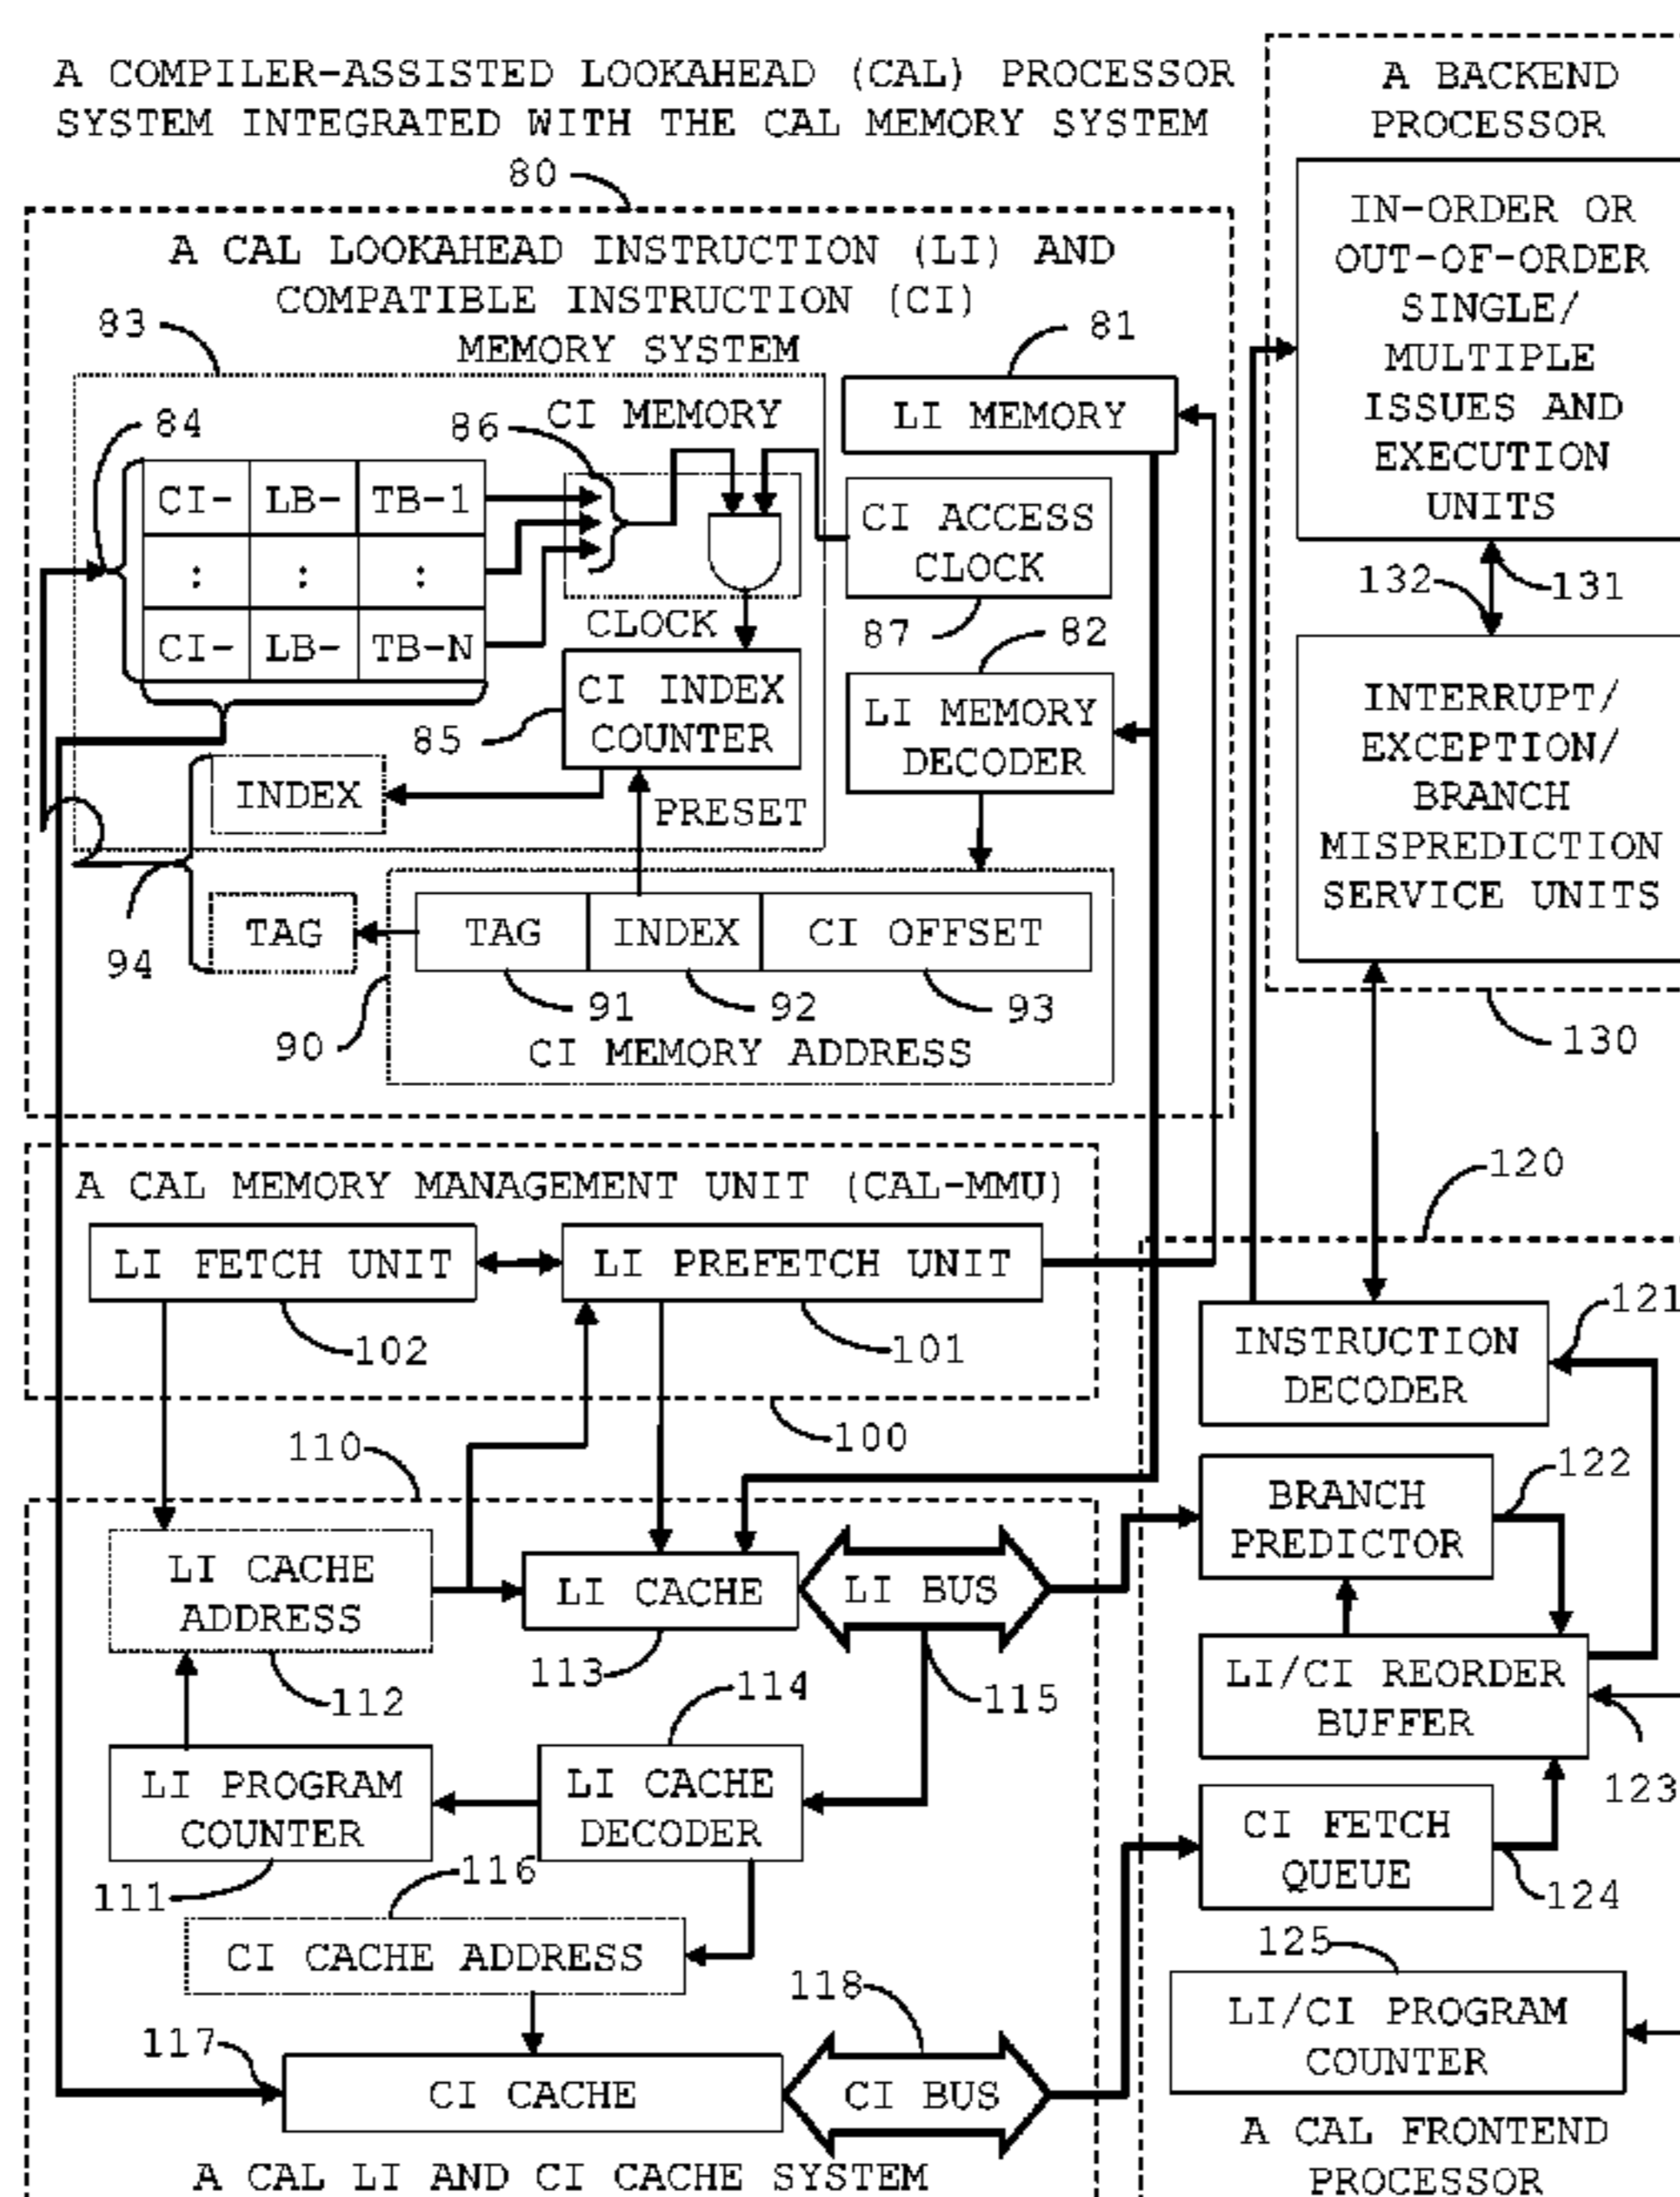 A COMPILER-ASSISTED LOOKAHEAD (CAL) PROCESSOR
SYSTEM INTEGRATED WITH THE CAL MEMORY SYSTEM
80
A CAL LOOKAHEAD INSTRUCTION (LI) AND
COMPATIBLE INSTRUCTION (CI)
MEMORY SYSTEM
83
81
84
86
CI MEMORY
LI MEMORY
CI- LB- TB-1
: : :
CI- LB- TB-N
CI ACCESS
CLOCK
CLOCK
87
82
CI INDEX
COUNTER
85
LI MEMORY
DECODER
INDEX
PRESET
TAG
94
TAG INDEX CI OFFSET
91
92
93
90
CI MEMORY ADDRESS
A BACKEND
PROCESSOR
IN-ORDER OR
OUT-OF-ORDER
SINGLE/
MULTIPLE
ISSUES AND
EXECUTION
UNITS
132
131
INTERRUPT/
EXCEPTION/
BRANCH
MISPREDICTION
SERVICE UNITS
130
A CAL MEMORY MANAGEMENT UNIT (CAL-MMU)
LI FETCH UNIT
LI PREFETCH UNIT
102
101
100
110
LI CACHE
ADDRESS
LI CACHE
LI BUS
112
113
114
115
LI PROGRAM
COUNTER
LI CACHE
DECODER
111
116
CI CACHE ADDRESS
118
117
CI CACHE
CI BUS
A CAL LI AND CI CACHE SYSTEM
120
121
INSTRUCTION
DECODER
122
BRANCH
PREDICTOR
LI/CI REORDER
BUFFER
123
CI FETCH
QUEUE
124
125
LI/CI PROGRAM
COUNTER
A CAL FRONTEND
PROCESSOR